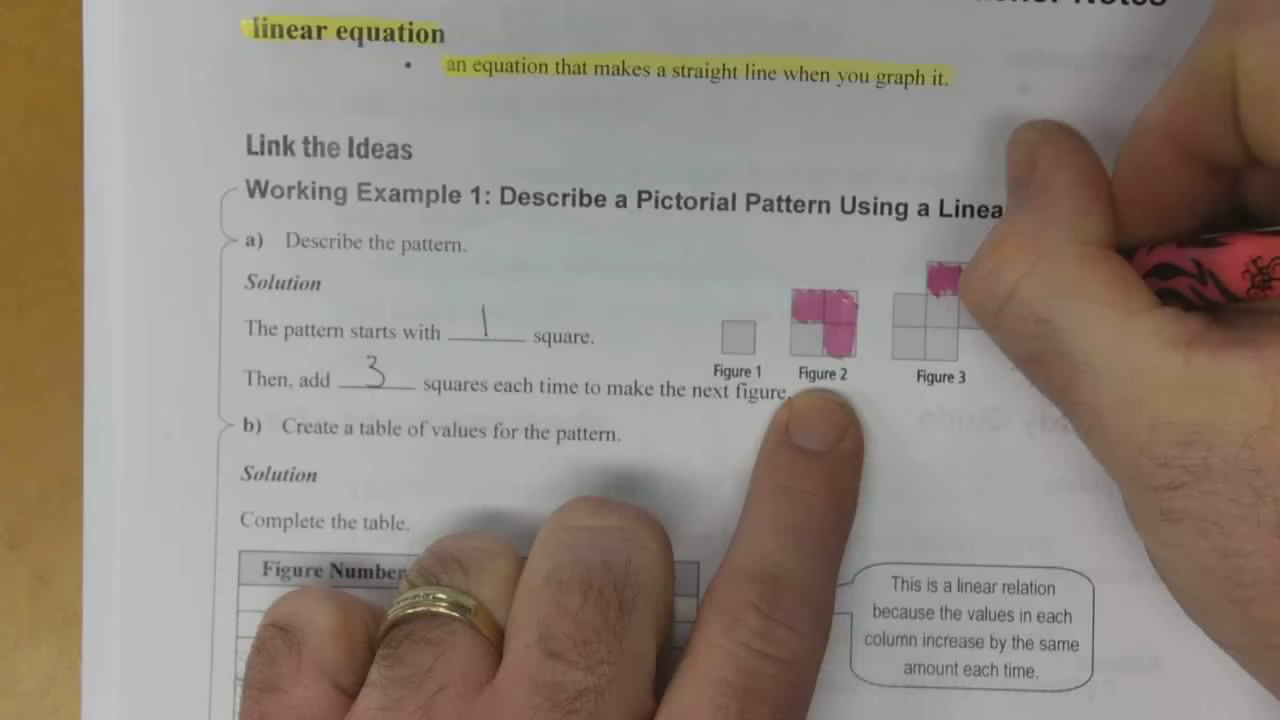 Notes
linear equation
• an equation that makes a straight line when you graph it.
Link the Ideas
Working Example 1: Describe a Pictorial Pattern Using a
a) Describe the pattern.
Solution
The pattern starts with 1 square.
Then, add 3 squares each time to make the next figure.
Figure 1 Figure 2 Figure 3
b) Create a table of values for the pattern.
Solution
Complete the table.
Figure Number
This is a linear relation
because the values in each
column increase by the same
amount each time.